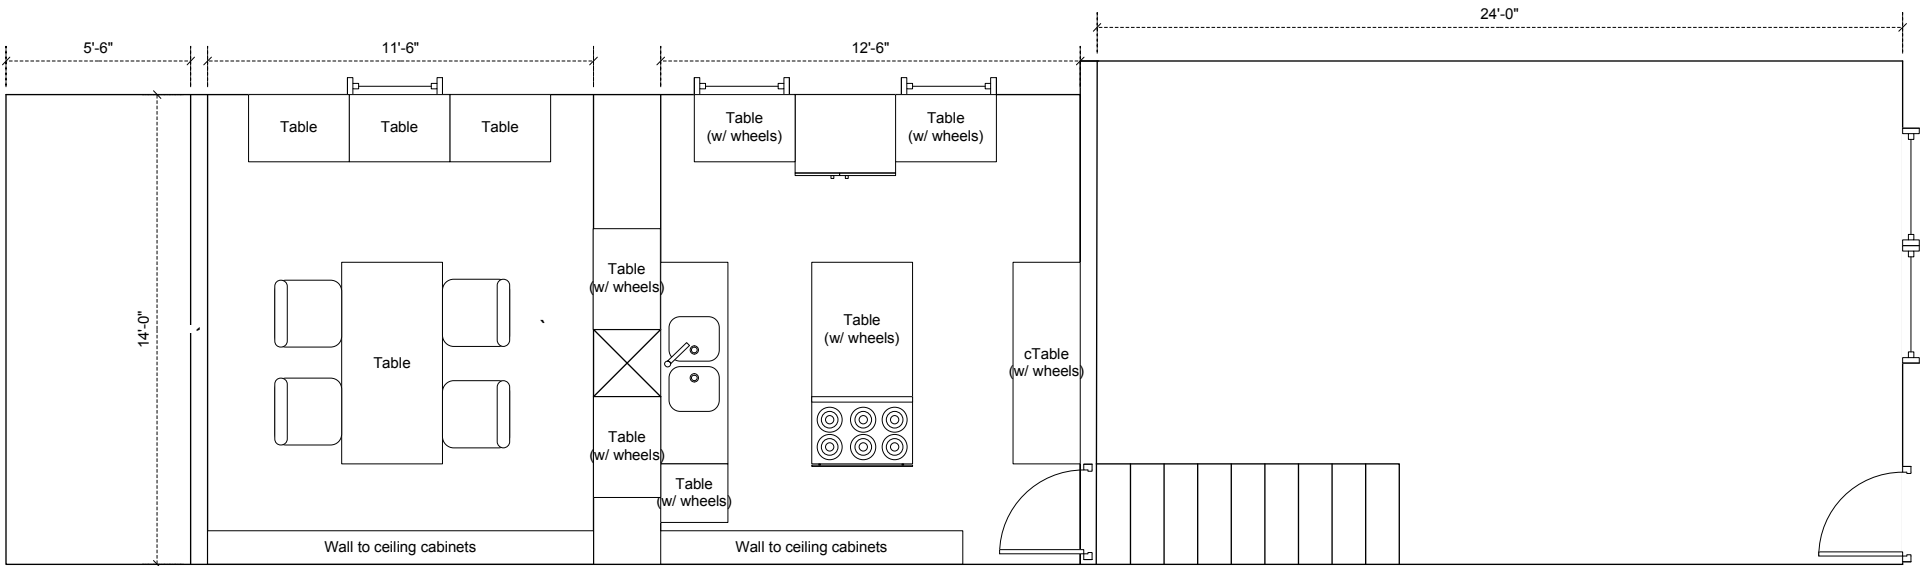 24'-0"
5'-6"
11'-6"
12'-6"
Table
Table
Table
Table
(w/ wheels)
Table
(w/ wheels)
14'-0"
Table
(w/ wheels)
Table
(w/ wheels)
Table
cTable
(w/ wheels)
Table
(w/ wheels)
Table
(w/ wheels)
Wall to ceiling cabinets
Wall to ceiling cabinets